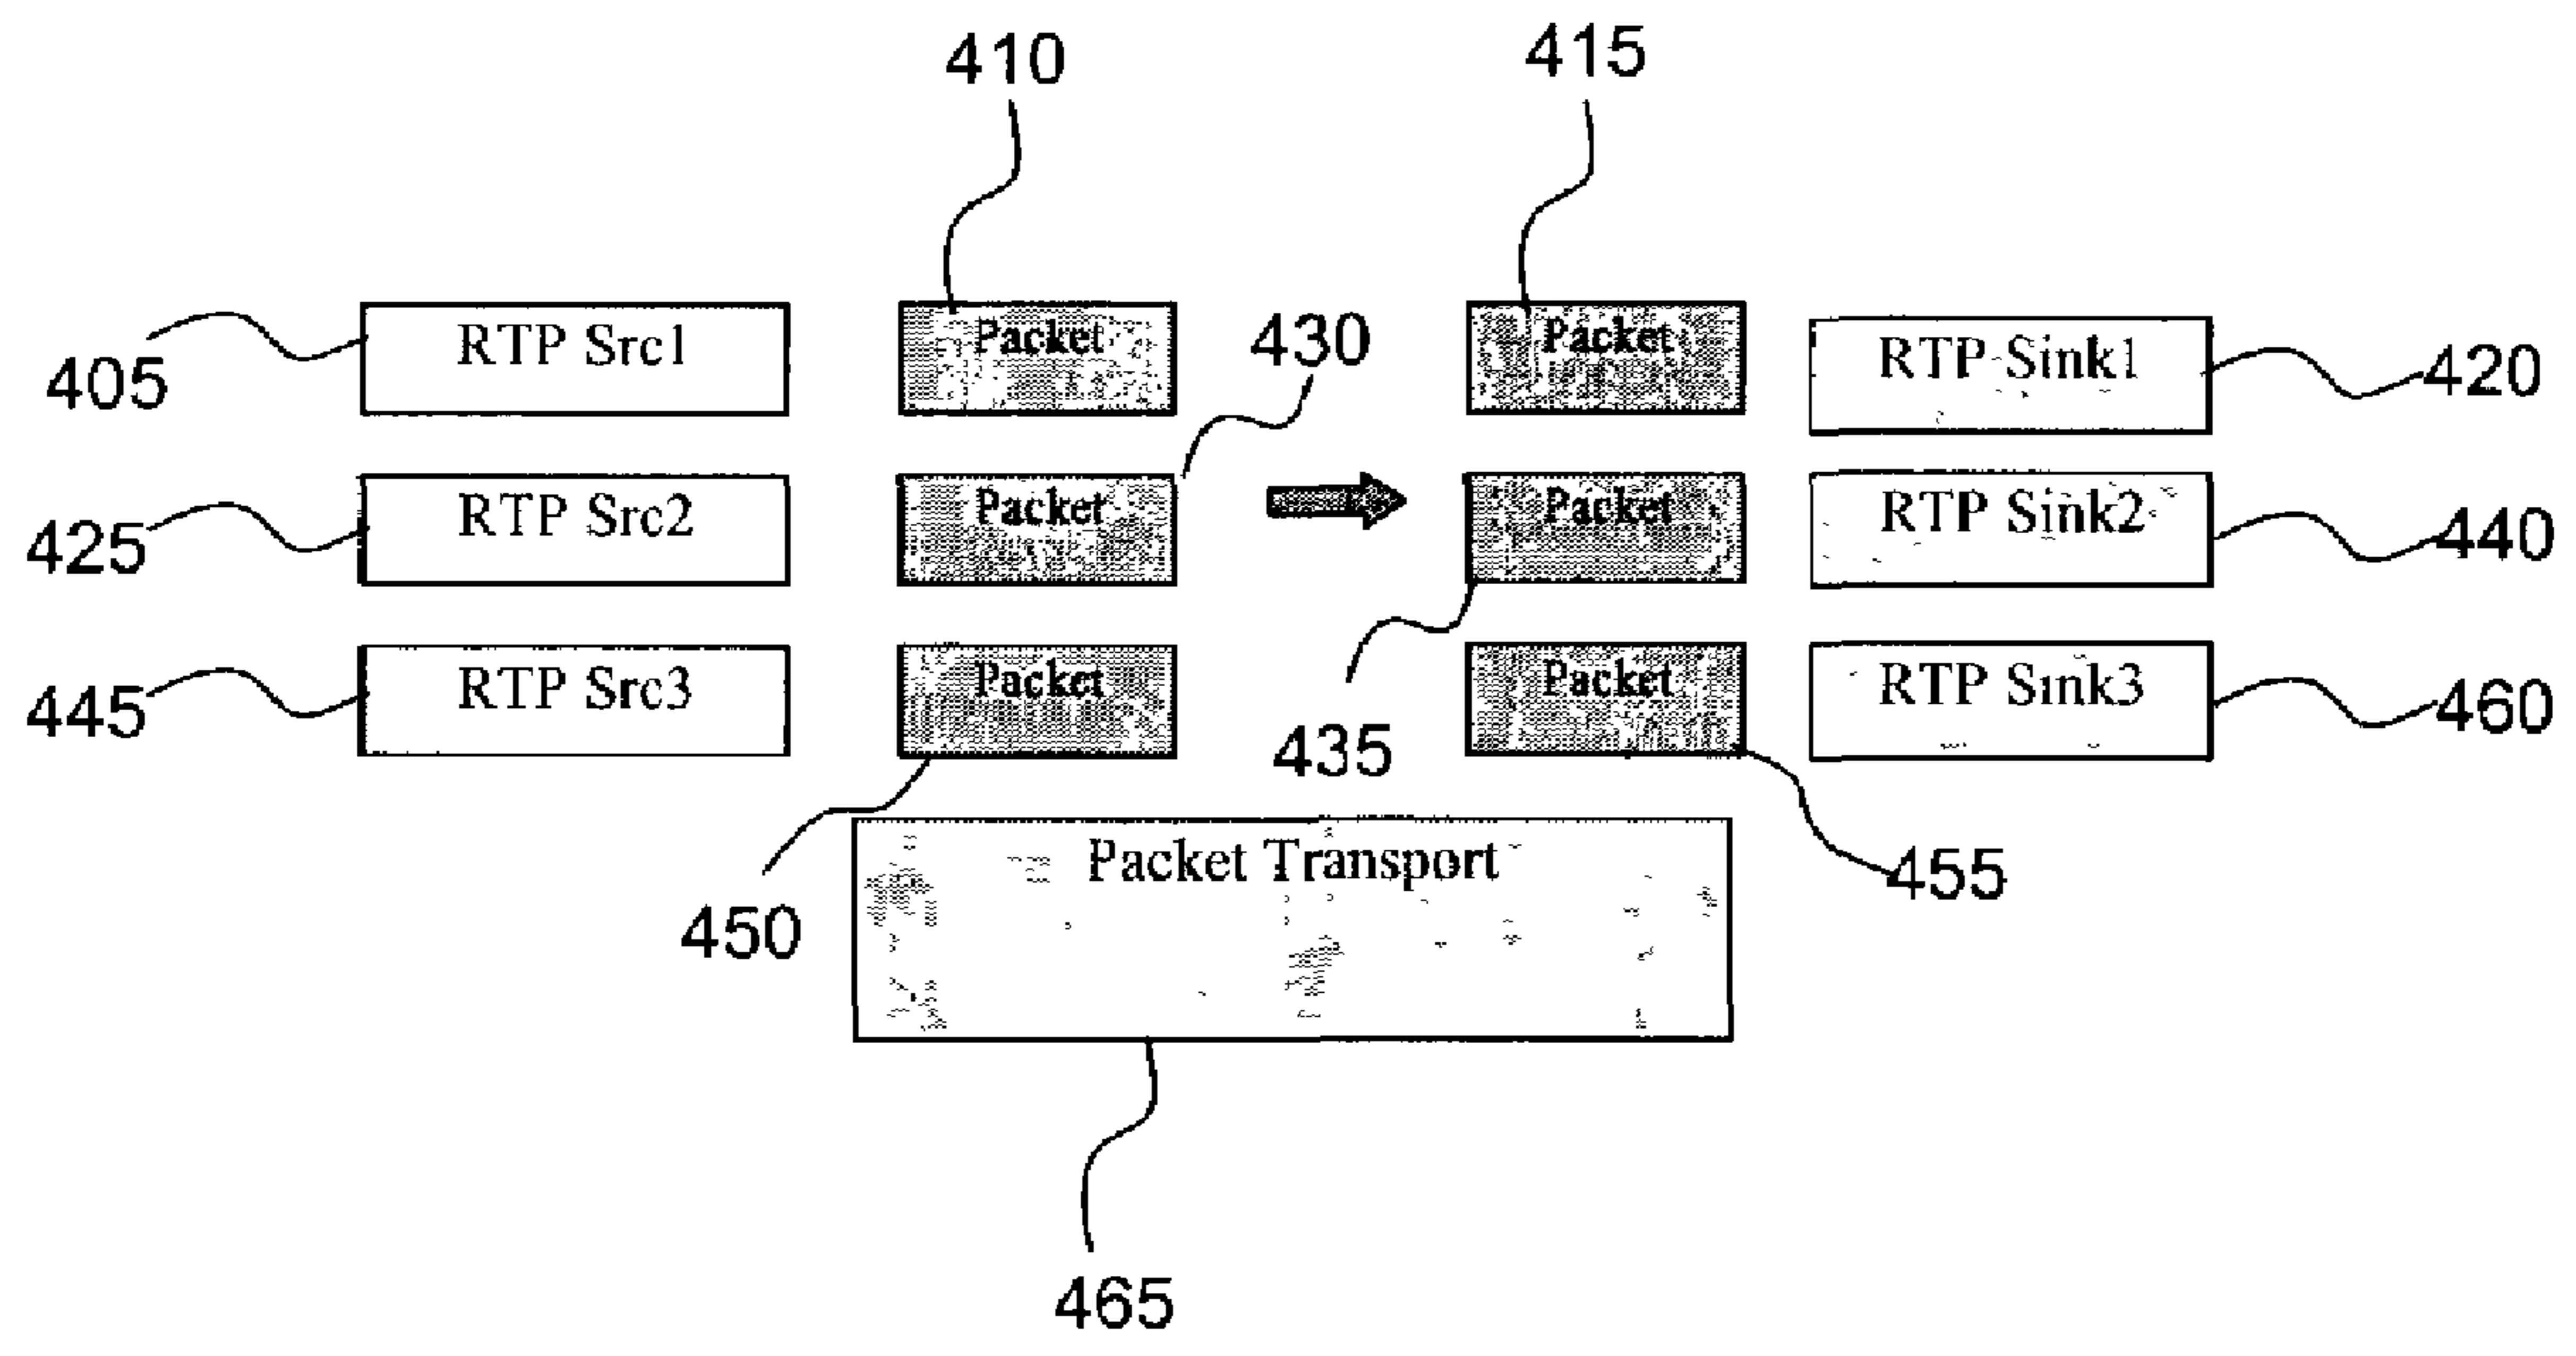 410
415
RTP Src1
Packet
430
Packet
RTP Sink1
405
420
RTP Src2
Packet
Packet
RTP Sink2
425
440
RTP Src3
Packet
Packet
RTP Sink3
445
435
460
Packet Transport
450
455
465